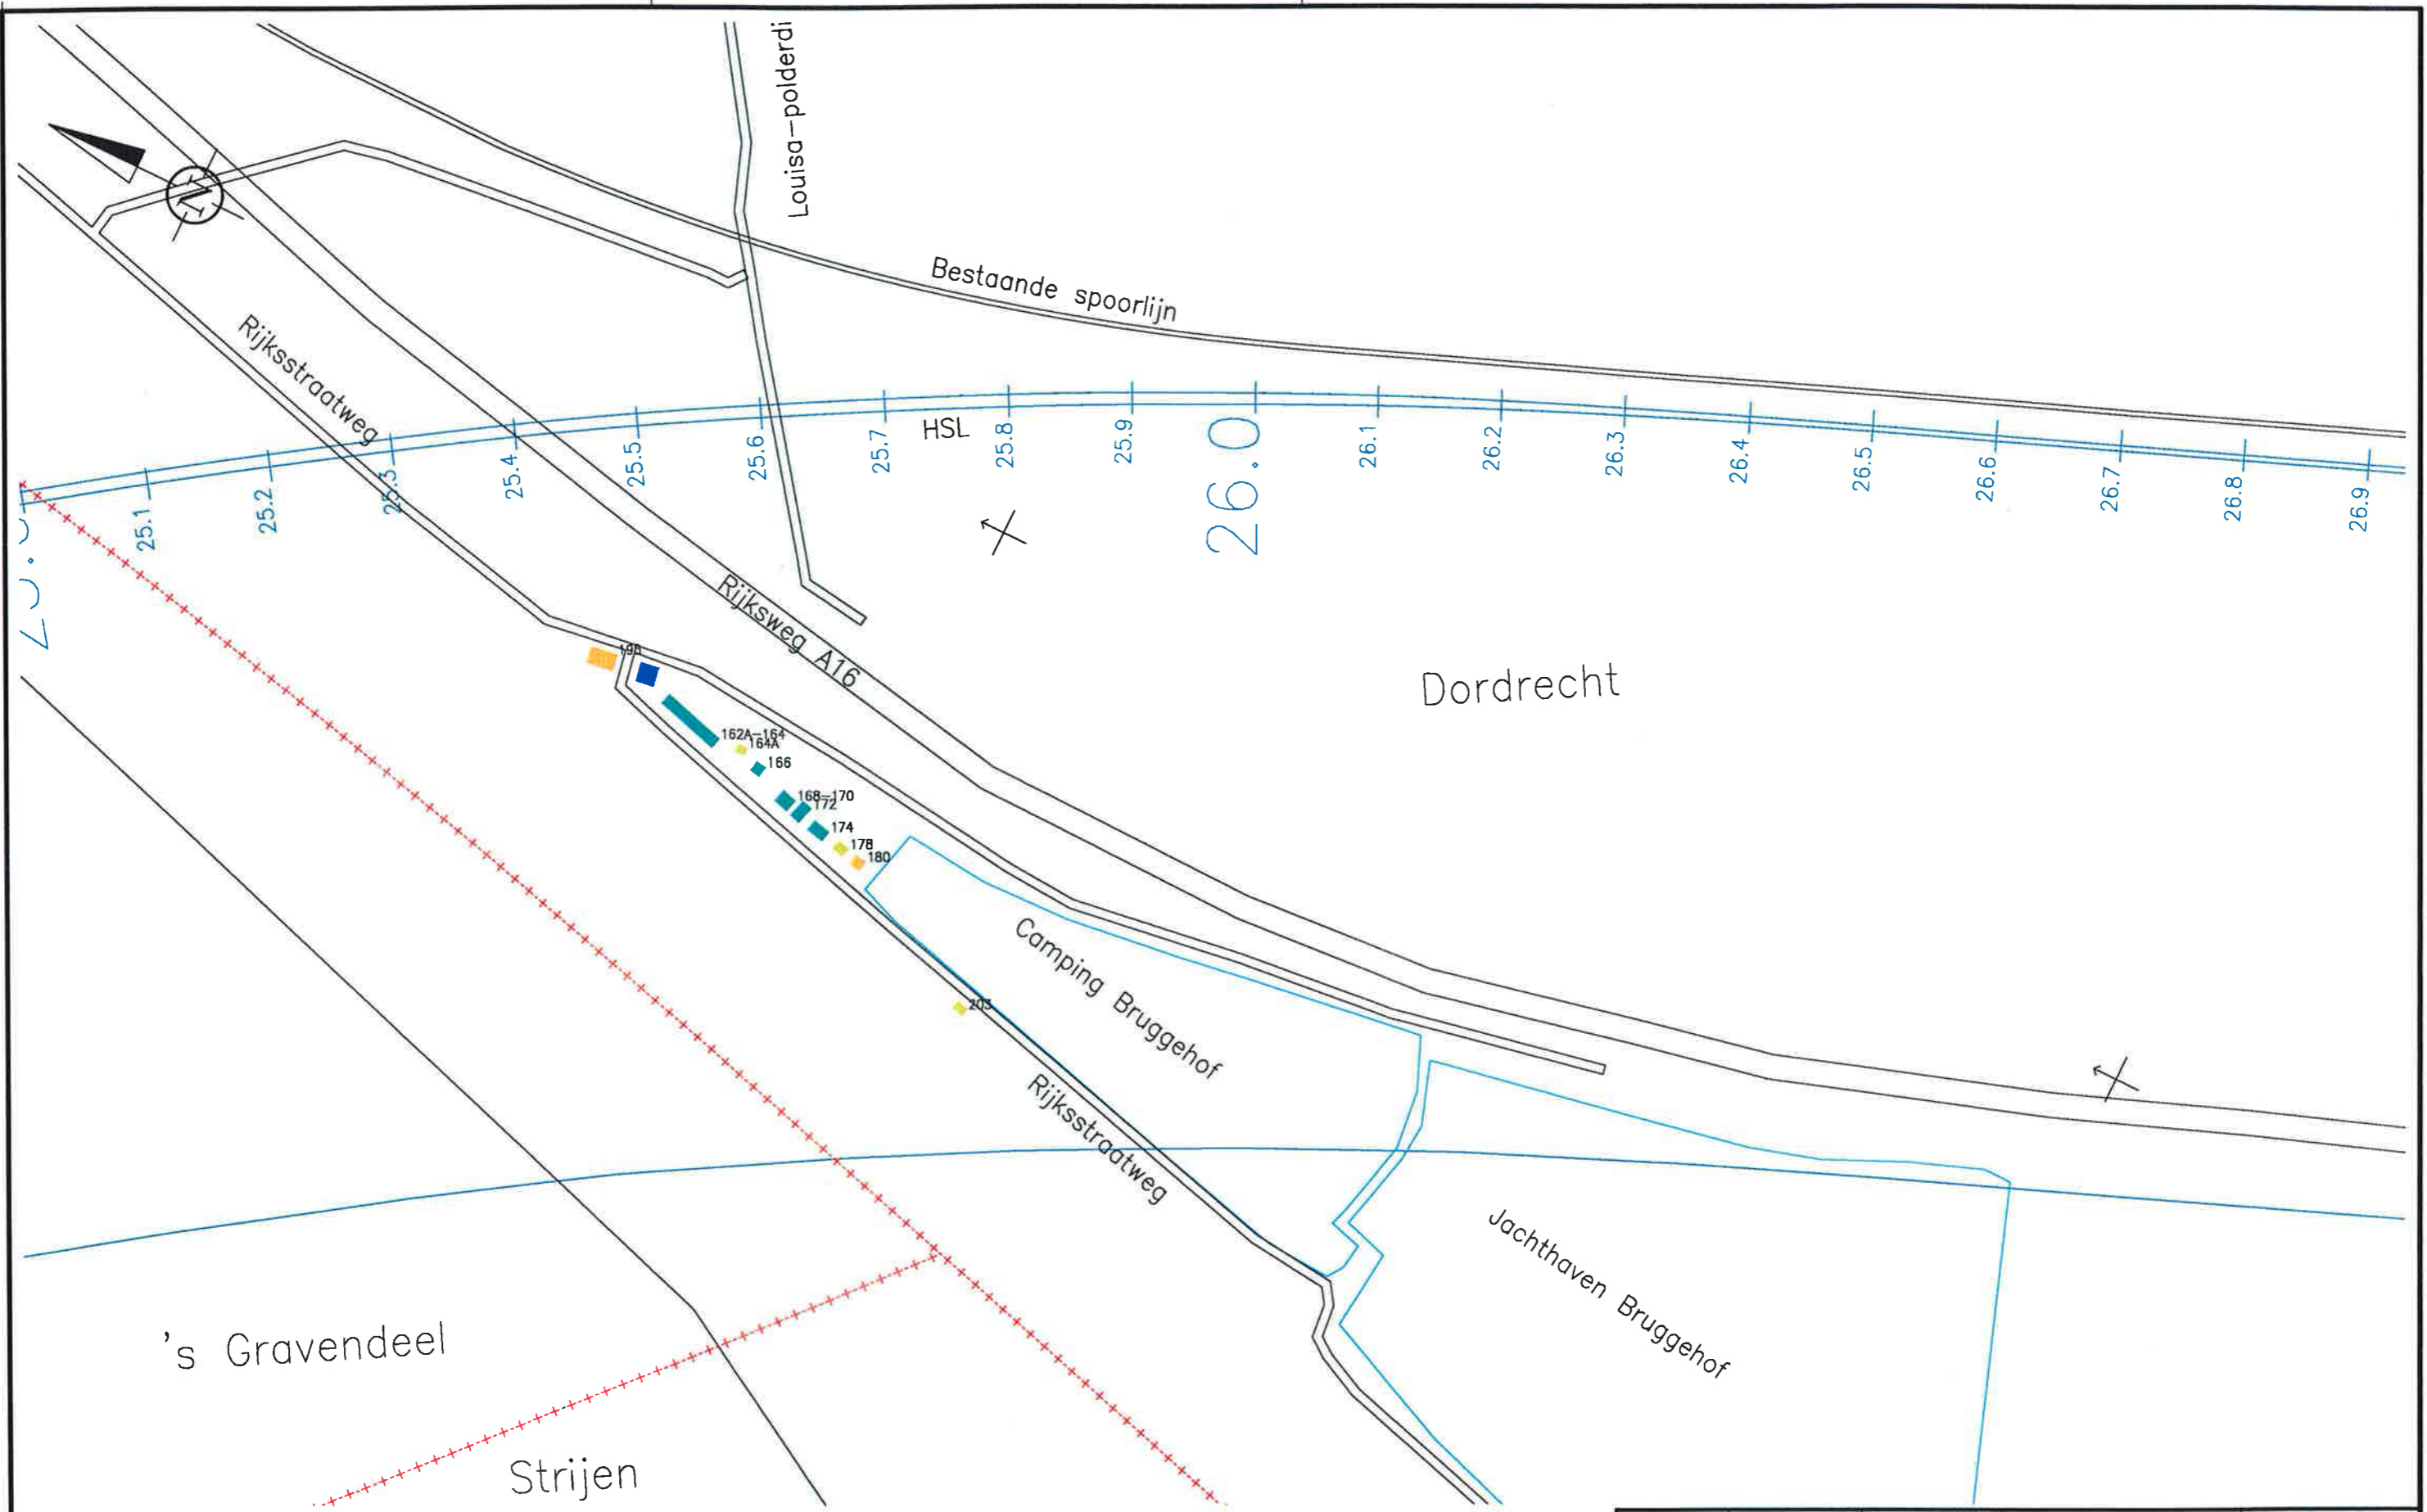 Louisa-polderdi
Bestaande spoorlijn
Rijksstraatweg
HSL
25.1
25.2
25.3
25.4
25.5
25.6
25.7
25.8
25.9
26.0
26.1
26.2
26.3
26.4
26.5
26.6
26.7
26.8
26.9
Rijksweg A16
Dordrecht
162A-164
164A
166
168-170
172
174
178
180
203
Camping Bruggehof
Rijksstraatweg
Jachthaven Bruggehof
's Gravendeel
Strijen